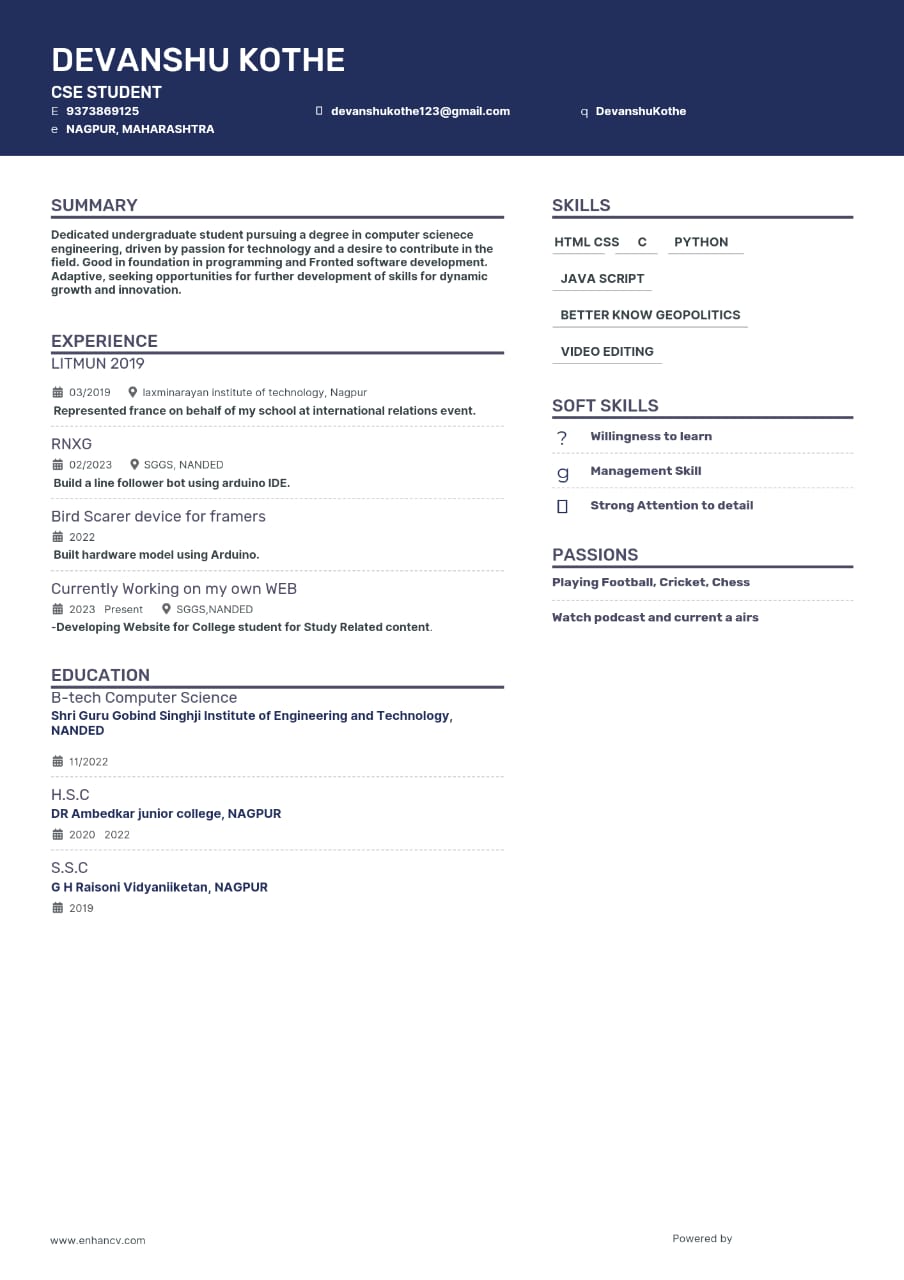 DEVANSHU KOTHE
CSE STUDENT
E 9373869125
devanshukothe123@gmail.com
q DevanshuKothe
e NAGPUR, MAHARASHTRA
SUMMARY
Dedicated undergraduate student pursuing a degree in computer scienece
engineering, driven by passion for technology and a desire to contribute in the
field. Good in foundation in programming and Fronted software development.
Adaptive, seeking opportunities for further development of skills for dynamic
growth and innovation.
EXPERIENCE
LITMUN 2019
03/2019 laxminarayan institute of technology, Nagpur
Represented france on behalf of my school at international relations event.
RNXG
02/2023 SGGS, NANDED
Build a line follower bot using arduino IDE.
Bird Scarer device for framers
2022
Built hardware model using Arduino.
Currently Working on my own WEB
2023 Present SGGS,NANDED
-Developing Website for College student for Study Related content.
EDUCATION
B-tech Computer Science
Shri Guru Gobind Singhji Institute of Engineering and Technology,
NANDED
11/2022
H.S.C
DR Ambedkar junior college, NAGPUR
2020 2022
S.S.C
G H Raisoni Vidyaniiketan, NAGPUR
2019
SKILLS
HTML CSS C PYTHON
JAVA SCRIPT
BETTER KNOW GEOPOLITICS
VIDEO EDITING
SOFT SKILLS
? Willingness to learn
g Management Skill
Strong Attention to detail
PASSIONS
Playing Football, Cricket, Chess
Watch podcast and current a airs
www.enhancv.com
Powered by